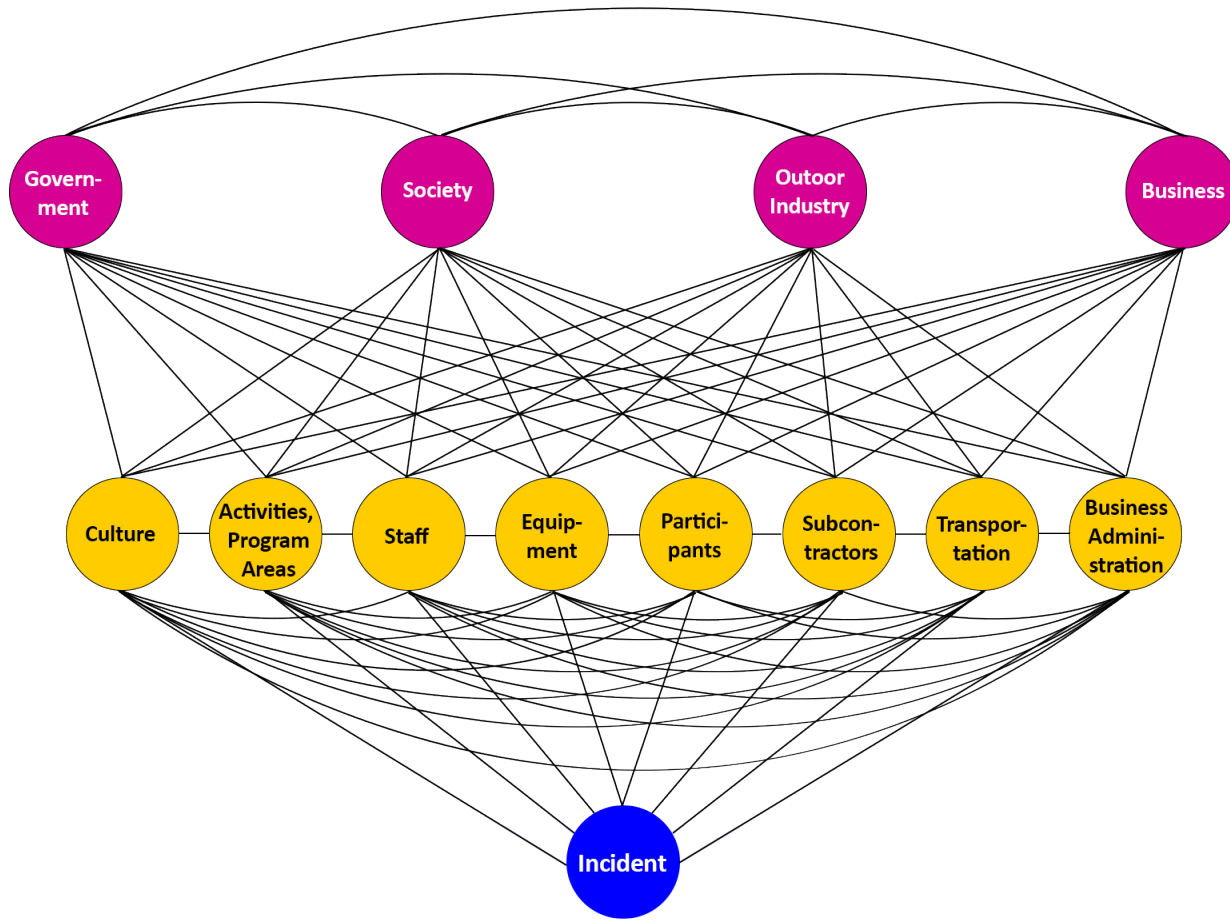 Govern-
ment
Society
Outoor
Industry
Business
Culture
Activities,
Program
Areas
Staff
Equip-
ment
Partici-
pants
Subcon-
tractors
Transpor-
tation
Business
Admini-
stration
Incident